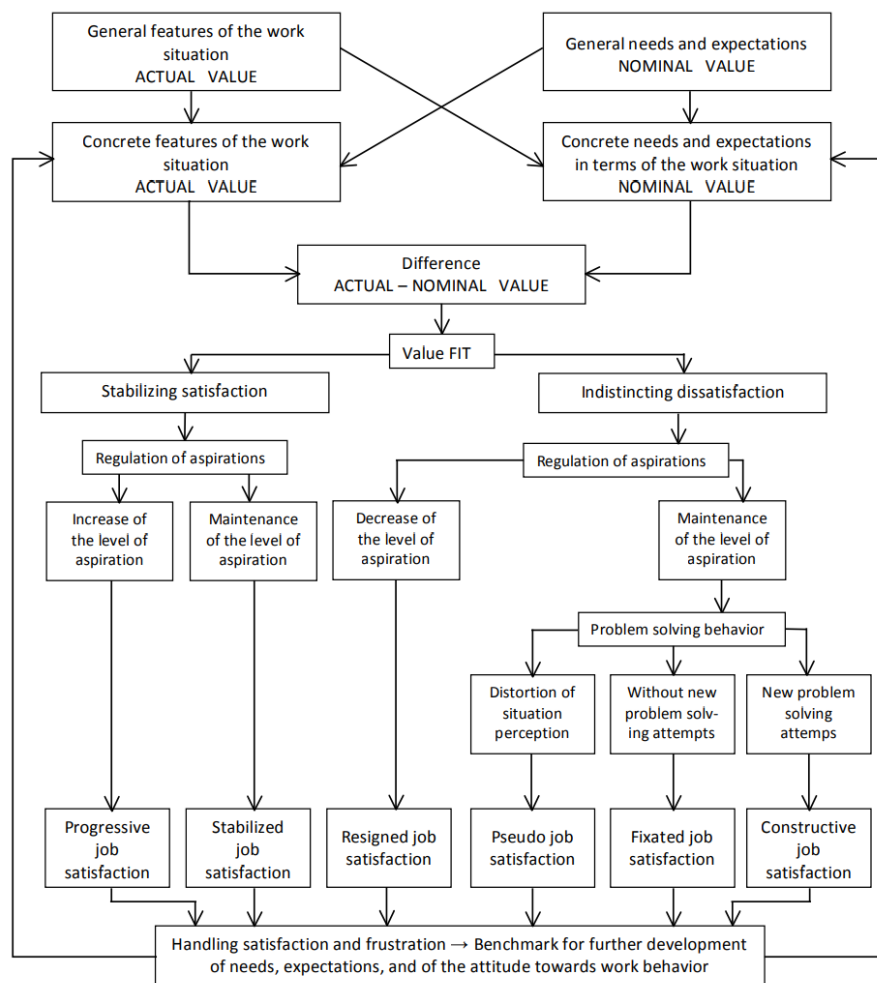 General features of the work
situation
ACTUAL VALUE
General needs and expectations
NOMINAL VALUE
Concrete features of the work
situation
ACTUAL VALUE
Concrete needs and expectations
in terms of the work situation
NOMINAL VALUE
Difference
ACTUAL – NOMINAL VALUE
Value FIT
Stabilizing satisfaction
Indistincting dissatisfaction
Regulation of aspirations
Regulation of aspirations
Increase of
the level of
aspiration
Maintenance
of the level of
aspiration
Decrease of
the level of
aspiration
Maintenance
of the level of
aspiration
Problem solving behavior
Distortion of
situation
perception
Without new
problem solv-
ing attempts
New problem
solving
attemps
Progressive
job
satisfaction
Stabilized
job
satisfaction
Resigned job
satisfaction
Pseudo job
satisfaction
Fixated job
satisfaction
Constructive
job
satisfaction
Handling satisfaction and frustration → Benchmark for further development
of needs, expectations, and of the attitude towards work behavior